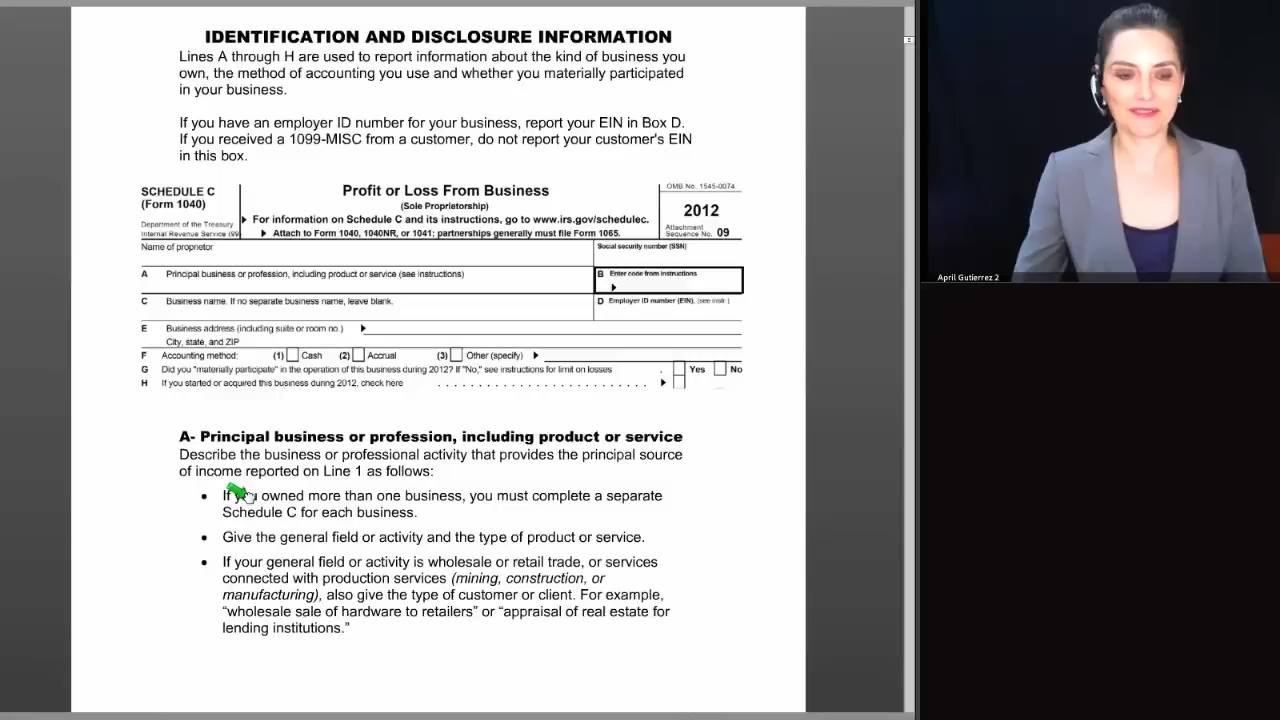 IDENTIFICATION AND DISCLOSURE INFORMATION
Lines A through H are used to report information about the kind of business you
own, the method of accounting you use and whether you materially participated
in your business.
If you have an employer ID number for your business, report your EIN in Box D.
If you received a 1099-MISC from a customer, do not report your customer's EIN
in this box.
SCHEDULE C
(Form 1040)
Department of the Treasury
Internal Revenue Service (99)
Profit or Loss From Business
(Sole Proprietorship)
For information on Schedule C and its instructions, go to www.irs.gov/schedulec.
Attach to Form 1040, 1040NR, or 1041; partnerships generally must file Form 1065.
OMB No. 1545-0074
2012
Attachment
Sequence No. 09
Name of proprietor
Social security number (SSN)
A Principal business or profession, including product or service (see instructions)
B Enter code from instructions
C Business name. If no separate business name, leave blank.
D Employer ID number (EIN), (see instr.)
E Business address (including suite or room no.)
City, state, and ZIP
F Accounting method: (1) Cash (2) Accrual (3) Other (specify)
G Did you "materially participate" in the operation of this business during 2012? If "No," see instructions for limit on losses . Yes No
H If you started or acquired this business during 2012, check here . . . . . . . . . . . . . . . . . . . . . .
A- Principal business or profession, including product or service
Describe the business or professional activity that provides the principal source
of income reported on Line 1 as follows:
• If you owned more than one business, you must complete a separate
Schedule C for each business.
• Give the general field or activity and the type of product or service.
• If your general field or activity is wholesale or retail trade, or services
connected with production services (mining, construction, or
manufacturing), also give the type of customer or client. For example,
“wholesale sale of hardware to retailers” or “appraisal of real estate for
lending institutions.”
April Gutierrez 2